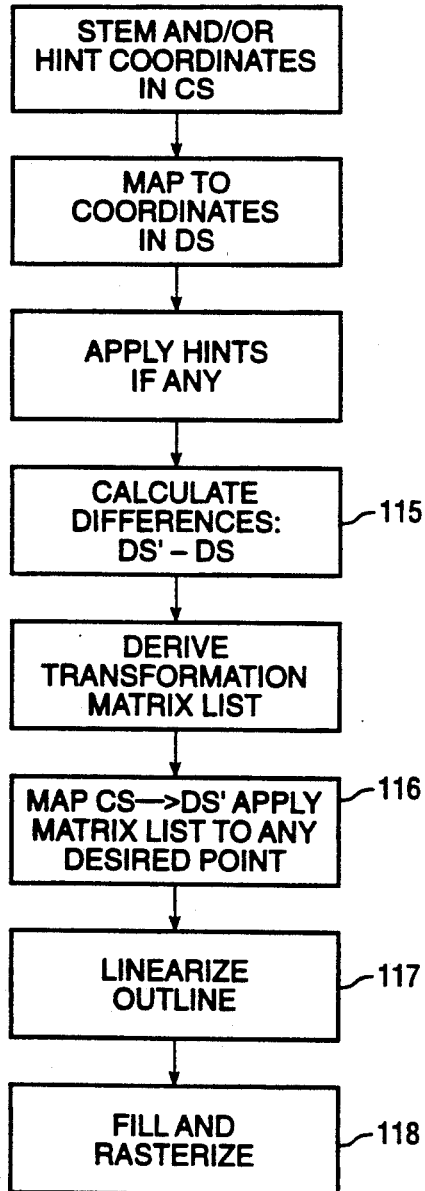 STEM AND/OR
HINT COORDINATES
IN CS
MAP TO
COORDINATES
IN DS
APPLY HINTS
IF ANY
CALCULATE
DIFFERENCES:
DS' – DS
115
DERIVE
TRANSFORMATION
MATRIX LIST
MAP CS—>DS' APPLY
MATRIX LIST TO ANY
DESIRED POINT
116
LINEARIZE
OUTLINE
117
FILL AND
RASTERIZE
118